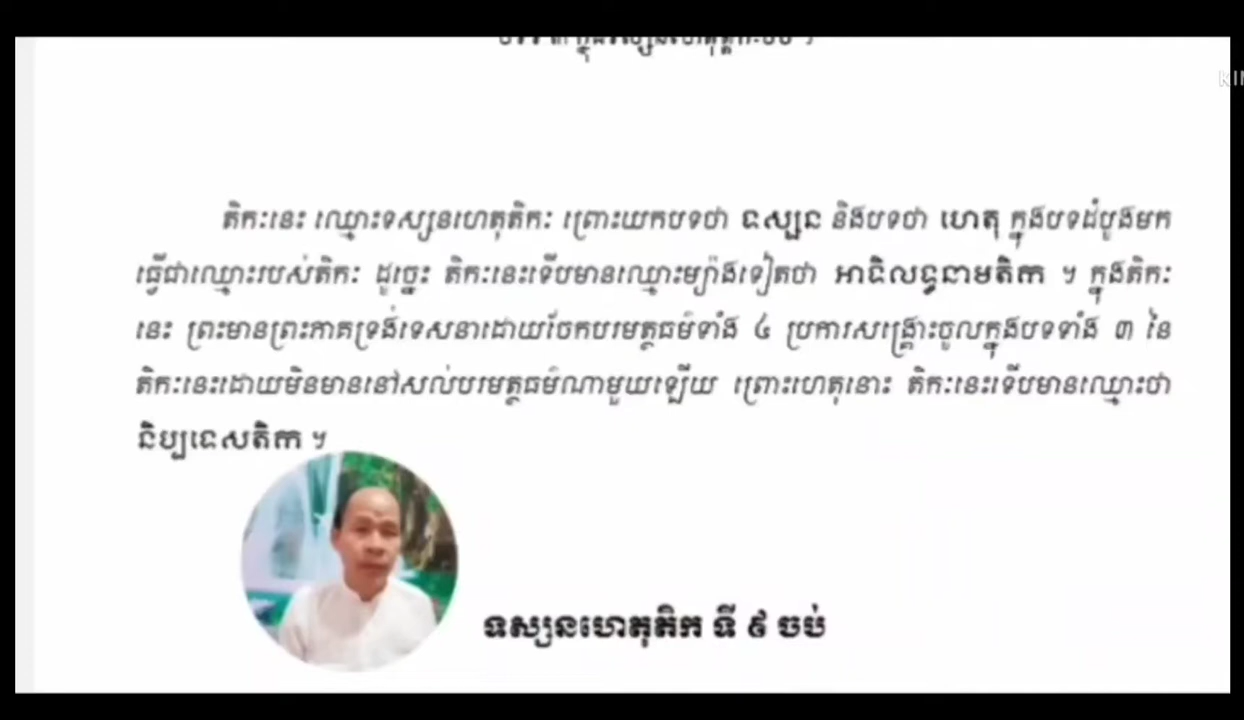 តិកៈនេះ ឈ្មោះទស្សនហេតុតិកៈ ព្រោះយកបទថា ទស្សន និងបទថា ហេតុ ក្នុងបទដំបូងមក
ធ្វើជាឈ្មោះរបស់តិកៈ ដូច្នេះ តិកៈនេះទើបមានឈ្មោះម្យ៉ាងទៀតថា អាទិលទ្ធនាមតិកា ។ ក្នុងតិកៈ
នេះ ព្រះមានព្រះភាគទ្រង់ទេសនាដោយចែកបរមត្ថធម៌ទាំង ៤ ប្រការសង្គ្រោះចូលក្នុងបទទាំង ៣ នៃ
តិកៈនេះដោយមិនមាននៅសល់បរមត្ថធម៌ណាមួយឡើយ ព្រោះហេតុនោះ តិកៈនេះទើបមានឈ្មោះថា
និប្បទេសតិកា ។
ទស្សនហេតុតិក ទី ៩ ចប់